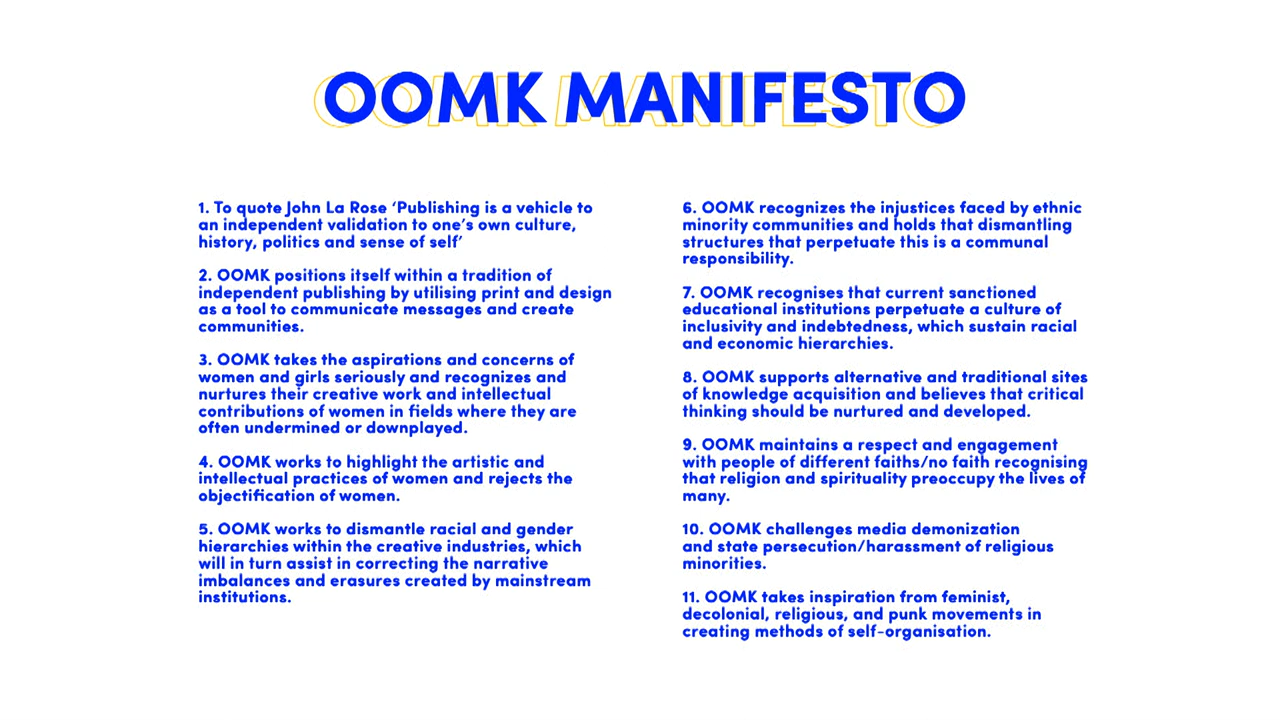 OOMK MANIFESTO
1. To quote John La Rose ‘Publishing is a vehicle to
an independent validation to one’s own culture,
history, politics and sense of self’
2. OOMK positions itself within a tradition of
independent publishing by utilising print and design
as a tool to communicate messages and create
communities.
3. OOMK takes the aspirations and concerns of
women and girls seriously and recognizes and
nurtures their creative work and intellectual
contributions of women in fields where they are
often undermined or downplayed.
4. OOMK works to highlight the artistic and
intellectual practices of women and rejects the
objectification of women.
5. OOMK works to dismantle racial and gender
hierarchies within the creative industries, which
will in turn assist in correcting the narrative
imbalances and erasures created by mainstream
institutions.
6. OOMK recognizes the injustices faced by ethnic
minority communities and holds that dismantling
structures that perpetuate this is a communal
responsibility.
7. OOMK recognises that current sanctioned
educational institutions perpetuate a culture of
inclusivity and indebtedness, which sustain racial
and economic hierarchies.
8. OOMK supports alternative and traditional sites
of knowledge acquisition and believes that critical
thinking should be nurtured and developed.
9. OOMK maintains a respect and engagement
with people of different faiths/no faith recognising
that religion and spirituality preoccupy the lives of
many.
10. OOMK challenges media demonization
and state persecution/harassment of religious
minorities.
11. OOMK takes inspiration from feminist,
decolonial, religious, and punk movements in
creating methods of self-organisation.